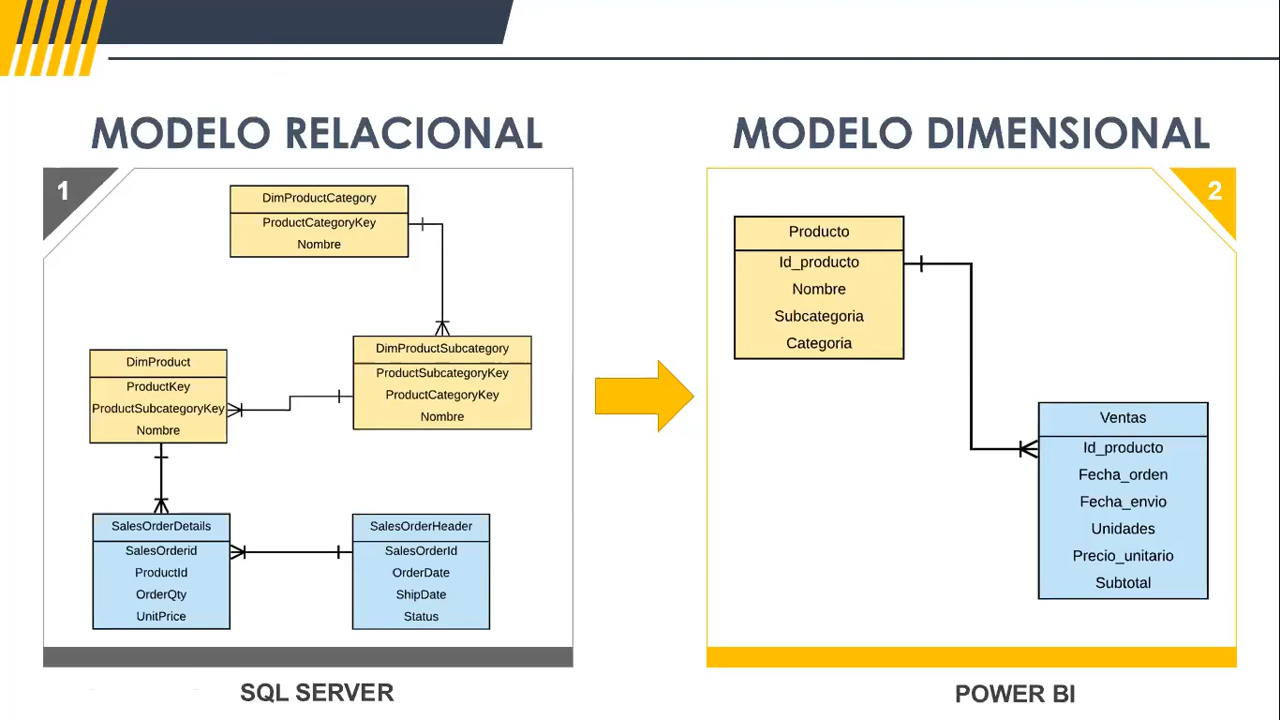 MODELO RELACIONAL
1
DimProductCategory
ProductCategoryKey
Nombre
DimProductSubcategory
ProductSubcategoryKey
ProductCategoryKey
Nombre
DimProduct
ProductKey
ProductSubcategoryKey
Nombre
SalesOrderDetails
SalesOrderid
ProductId
OrderQty
UnitPrice
SalesOrderHeader
SalesOrderId
OrderDate
ShipDate
Status
SQL SERVER
MODELO DIMENSIONAL
2
Producto
Id_producto
Nombre
Subcategoria
Categoria
Ventas
Id_producto
Fecha_orden
Fecha_envio
Unidades
Precio_unitario
Subtotal
POWER BI